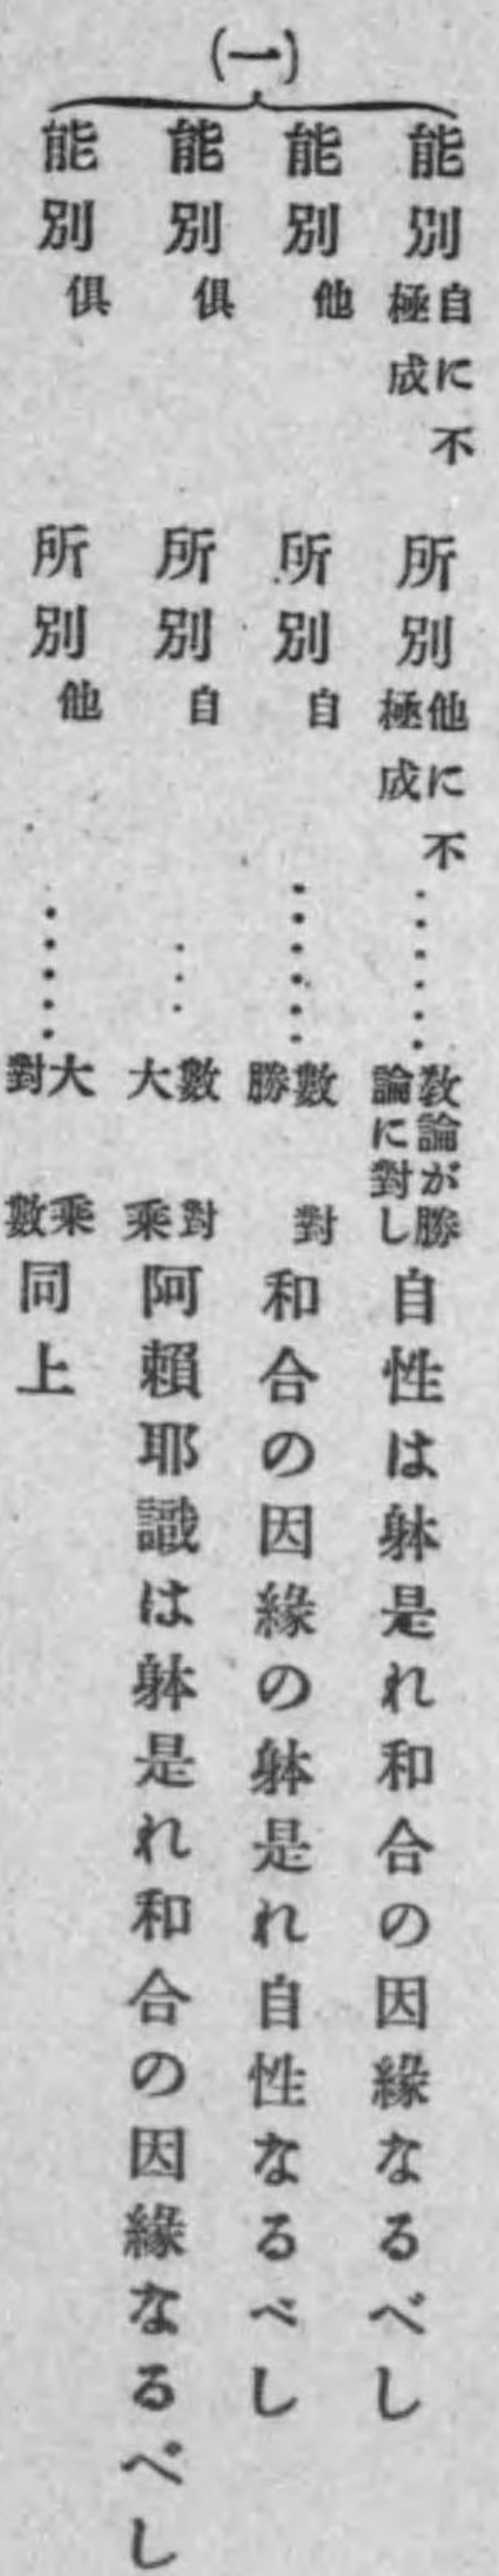 (一)
能別自に不極成 所別他に不極成……數論が勝論に對し自性は躰是れ和合の因緣なるべし
能別他 所別自……數對勝 和合の因緣の躰是れ自性なるべし
能別俱 所別自…數對大乘 阿賴耶識は躰是れ和合の因緣なるべし
能別俱 所別他……大乘對數 同上